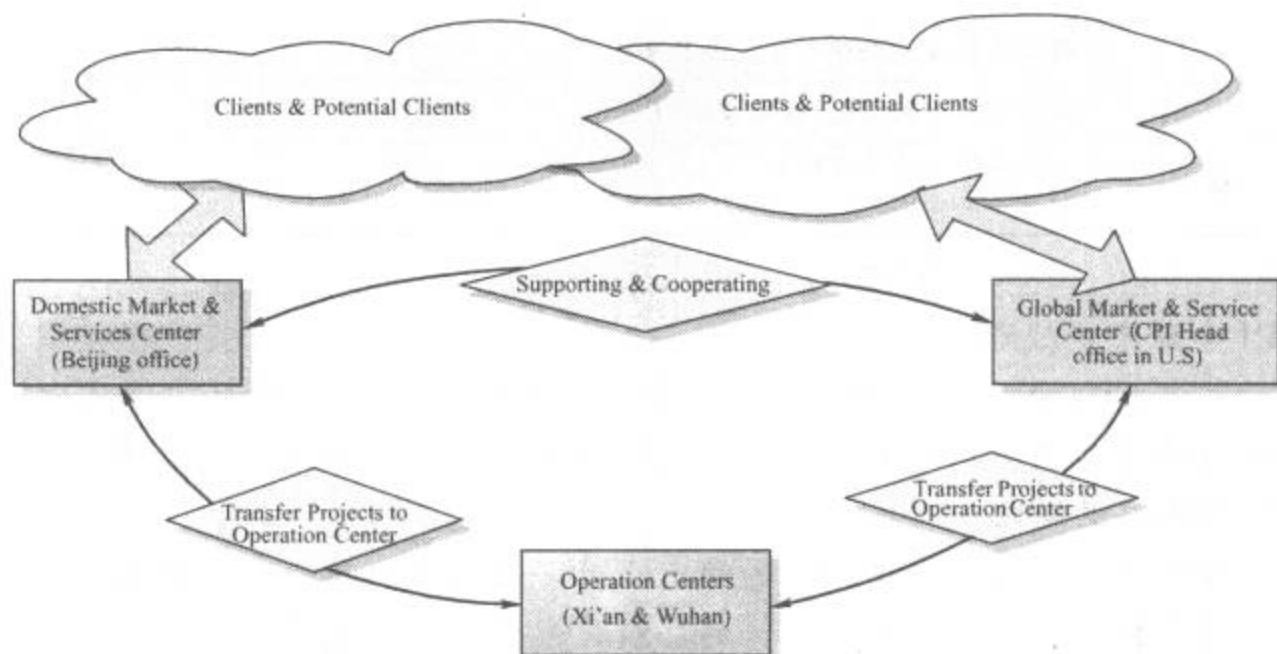 Clients & Potential Clients
Clients & Potential Clients
Supporting & Cooperating
Domestic Market &
Services Center
(Beijing office)
Global Market & Service
Center (CPI Head
office in U.S)
Transfer Projects to
Operation Center
Transfer Projects to
Operation Center
Operation Centers
(Xi'an & Wuhan)